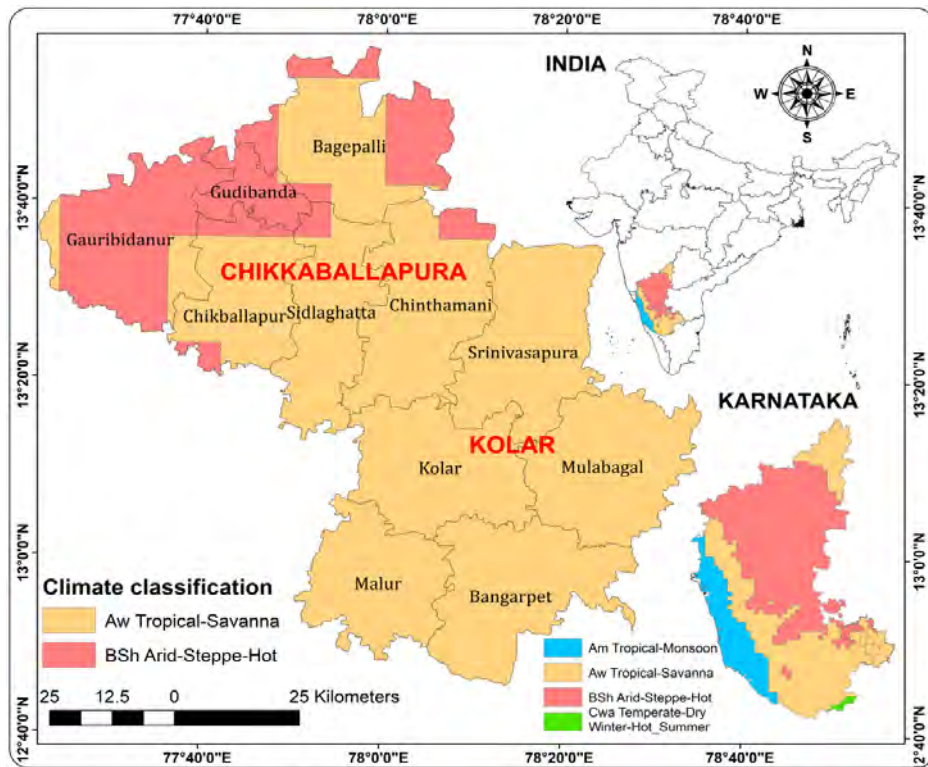 77°40'0"E 78°0'0"E 78°20'0"E 78°40'0"E
INDIA
N
W E
S
Bagepalli
Gudibanda
13°40'0"N
13°40'0"N
Gauribidanur
CHIKKABALLAPURA
Chikballapur
Sidlaghatta
Chinthamani
Srinivasapura
13°20'0"N
13°20'0"N
KARNATAKA
KOLAR
Kolar
Mulabagal
13°0'0"N
13°0'0"N
Malur
Bangarpet
Climate classification
Aw Tropical-Savanna
BSh Arid-Steppe-Hot
25 12.5 0 25 Kilometers
Am Tropical-Monsoon
Aw Tropical-Savanna
BSh Arid-Steppe-Hot
Cwa Temperate-Dry
Winter-Hot_Summer
12°40'0"N
12°40'0"N
77°40'0"E 78°0'0"E 78°20'0"E 78°40'0"E